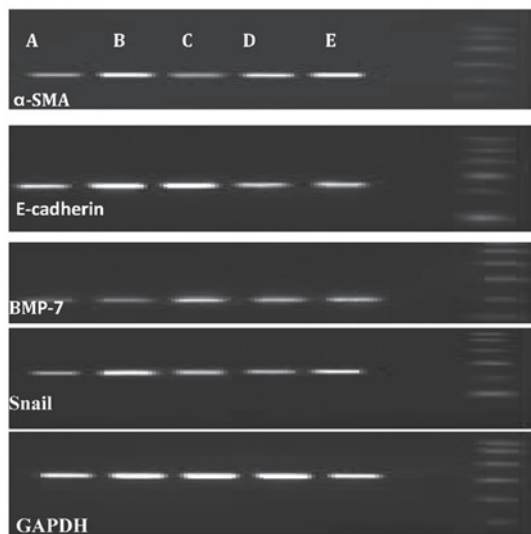 A B C D E
α-SMA
E-cadherin
BMP-7
Snail
GAPDH